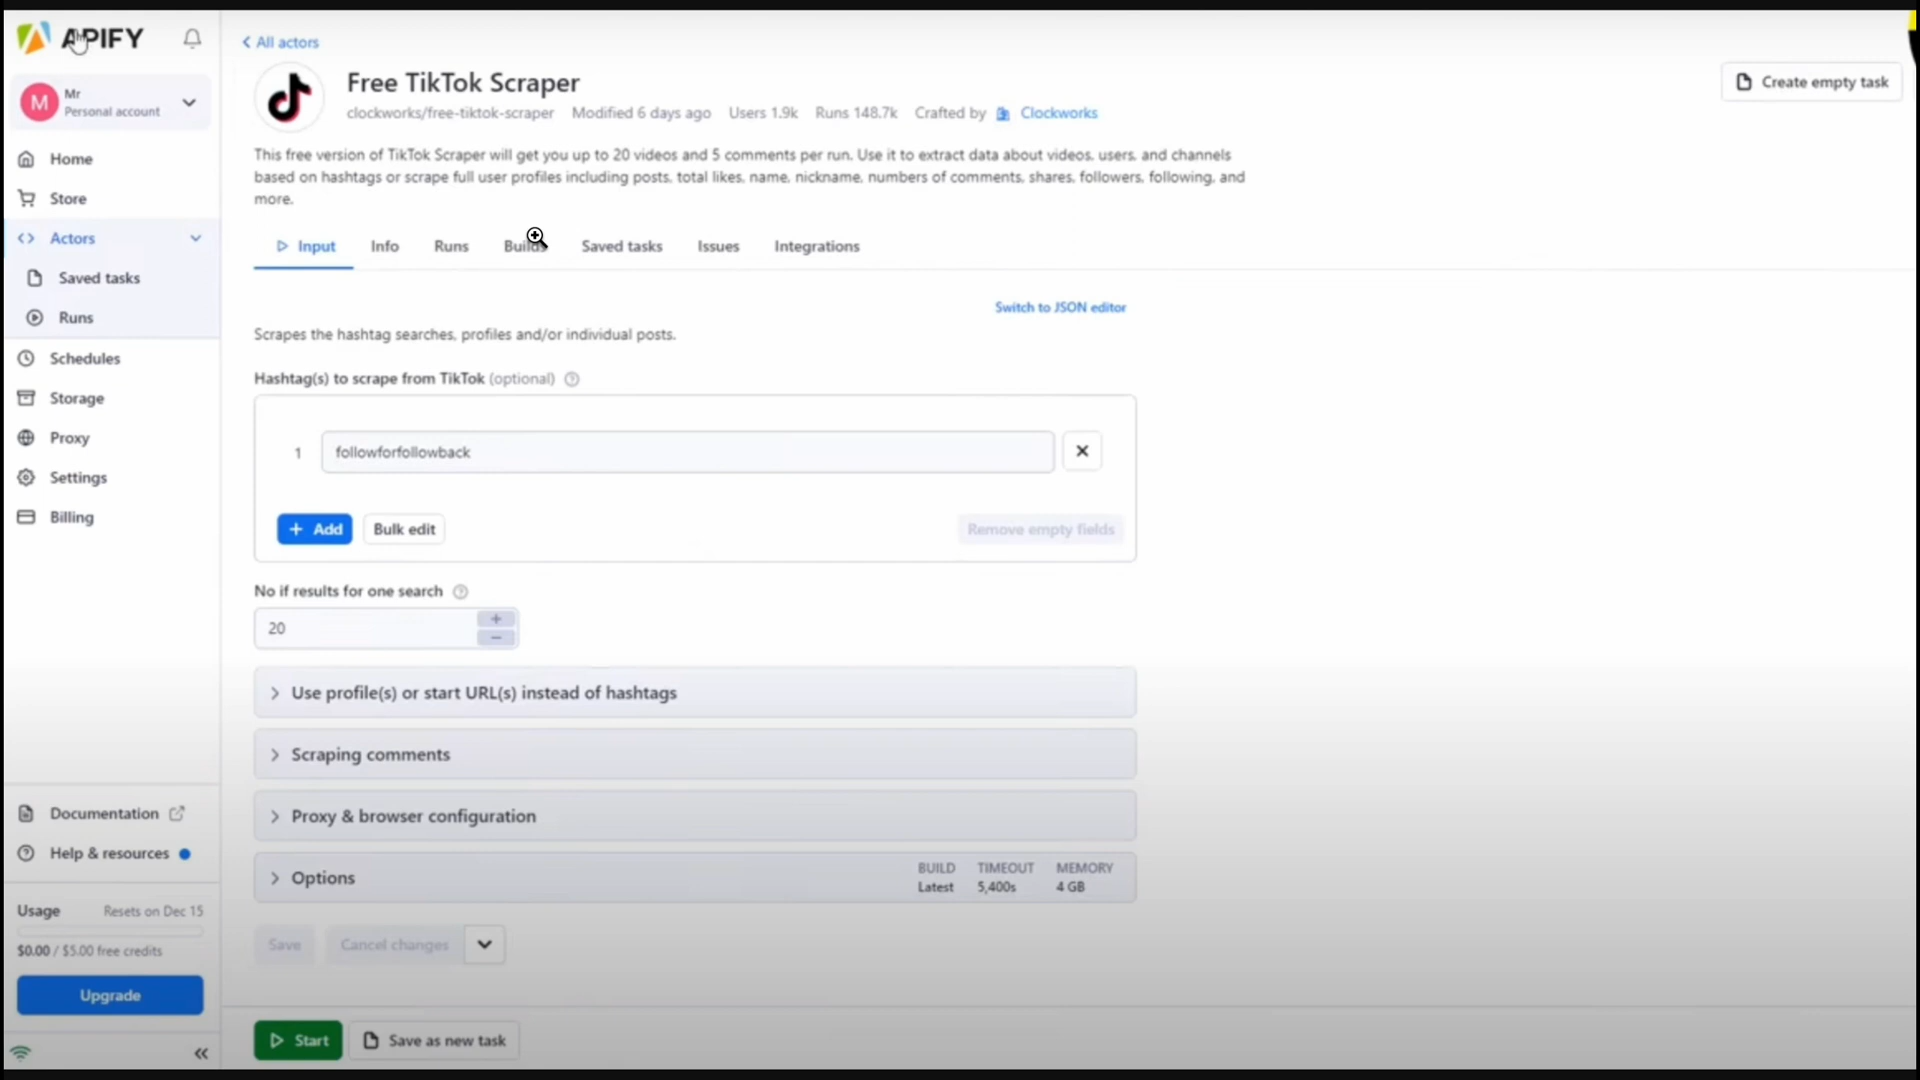 APIFY
M
Mr
Personal account
Home
Store
Actors
Saved tasks
Runs
Schedules
Storage
Proxy
Settings
Billing
Documentation
Help & resources
Usage
Resets on Dec 15
$0.00 / $5.00 free credits
Upgrade
All actors
Free TikTok Scraper
clockworks/free-tiktok-scraper Modified 6 days ago Users 1.9k Runs 148.7k Crafted by Clockworks
Create empty task
This free version of TikTok Scraper will get you up to 20 videos and 5 comments per run. Use it to extract data about videos, users, and channels
based on hashtags or scrape full user profiles including posts, total likes, name, nickname, numbers of comments, shares, followers, following, and
more.
Input Info Runs Builds Saved tasks Issues Integrations
Switch to JSON editor
Scrapes the hashtag searches, profiles and/or individual posts.
Hashtag(s) to scrape from TikTok (optional)
1 followforfollowback
+ Add Bulk edit Remove empty fields
No if results for one search
20
Use profile(s) or start URL(s) instead of hashtags
Scraping comments
Proxy & browser configuration
Options
BUILD TIMEOUT MEMORY
Latest 5,400s 4 GB
Save Cancel changes
Start Save as new task